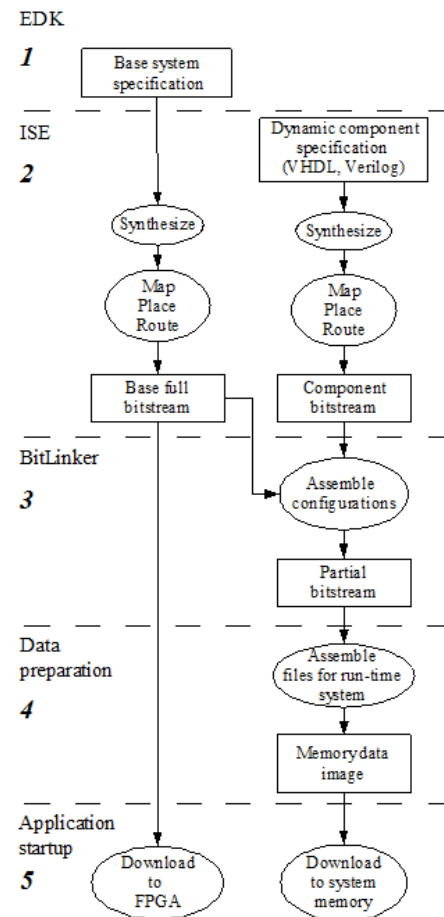 EDK
1
Base system
specification
ISE
2
Dynamic component
specification
(VHDL, Verilog)
Synthesize
Synthesize
Map
Place
Route
Map
Place
Route
Base full
bitstream
Component
bitstream
BitLinker
3
Assemble
configurations
Partial
bitstream
Data
preparation
4
Assemble
files for run-time
system
Memory data
image
Application
startup
5
Download
to
FPGA
Download
to system
memory